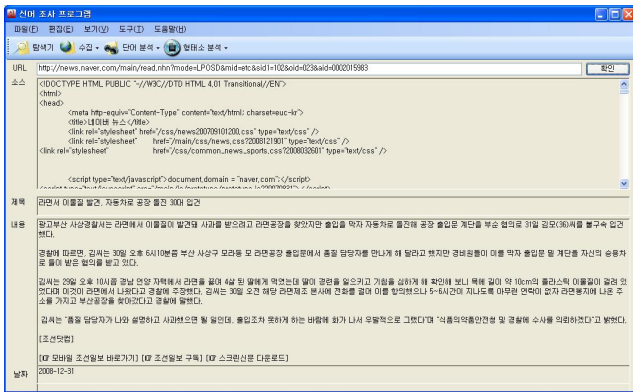 신어 조사 프로그램
파일(F) 편집(E) 보기(V) 도구(T) 도움말(H)
탐색기 수집 단어 분석 형태소 분석
URL http://news.naver.com/main/read.nhn?mode=LPOSD&mid=etc&sid1=102&oid=023&aid=0002015983 확인
소스 <!DOCTYPE HTML PUBLIC "-//W3C//DTD HTML 4.01 Transitional//EN">
<html>
<head>
<meta http-equiv="Content-Type" content="text/html; charset=euc-kr">
<title>네이버 뉴스</title>
<link rel="stylesheet" href="/css/news200709101200.css" type="text/css" />
<link rel="stylesheet" href="/main/css/news.css?2008121901" type="text/css" />
<link rel="stylesheet" href="/css/common_news_sports.css?2008032601" type="text/css" />
<script type="text/javascript">document.domain = "naver.com";</script>
제목 라면서 이물질 발견, 자동차로 공장 돌진 30대 입건
내용 광고부산 사상경찰서는 라면에서 이물질이 발견돼 사과를 받으려고 라면공장을 찾았지만 출입을 막자 자동차로 돌진해 공장 출입문 계단을 부순 혐의로 31일 김모(36)씨를 불구속 입건
했다.
경찰에 따르면, 김씨는 30일 오후 6시10분쯤 부산 사상구 모라동 모 라면공장 출입문에서 품질 담당자를 만나게 해 달라고 했지만 경비원들이 이를 막자 출입문 앞 계단을 자신의 승용차
로 들이 받은 혐의를 받고 있다.
김씨는 29일 오후 10시쯤 경남 언양 자택에서 라면을 끓여 4살 된 딸에게 먹였는데 딸이 경련을 일으키고 기침을 심하게 해 확인해 보니 목에 길이 약 10cm의 플라스틱 이물질이 걸려 있
었다며 이것이 라면에서 나왔다고 경찰에 주장했다. 김씨는 30일 오전 해당 라면제조 본사에 전화를 걸어 이를 항의했으나 5~6시간이 지나도록 아무런 연락이 없자 라면봉지에 나온 주
소를 가지고 부산공장을 찾아갔다고 경찰에 말했다.
김씨는 "품질 담당자가 나와 설명하고 사과했으면 될 일인데, 출입조차 못하게 하는 바람에 화가 나서 우발적으로 그랬다"며 "식품의약품안전청 및 경찰에 수사를 의뢰하겠다"고 밝혔다.
[조선닷컴]
[☞ 모바일 조선일보 바로가기] [☞ 조선일보 구독] [☞ 스크린신문 다운로드]
날짜 2008-12-31